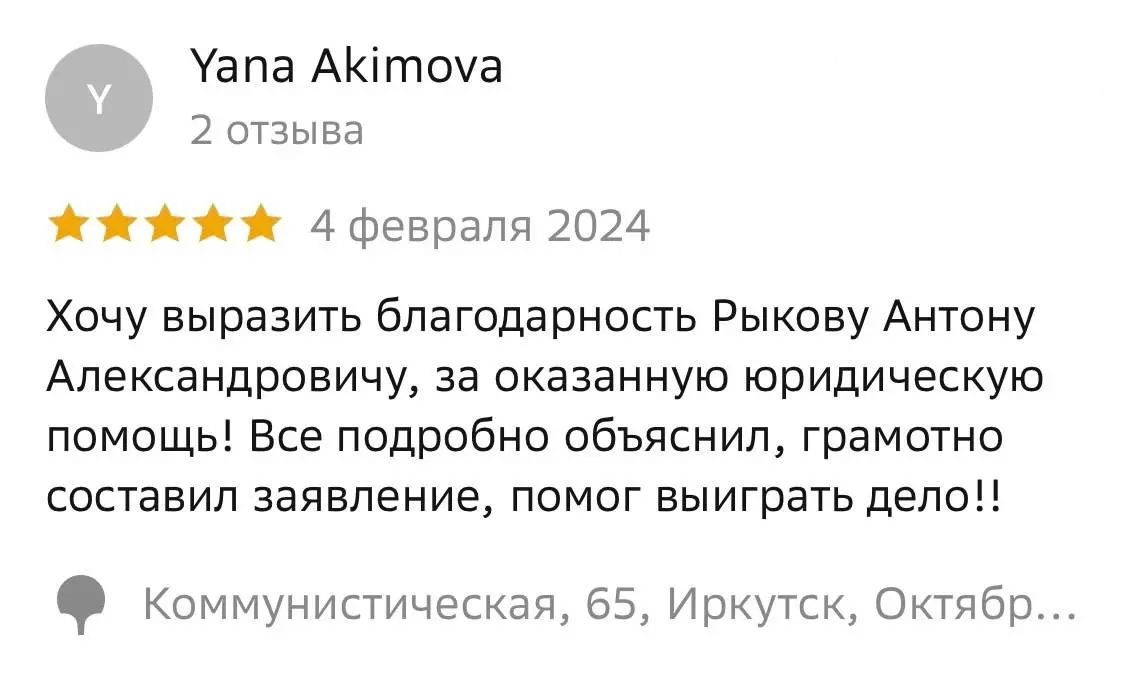 Y
Yana Akimova
2 отзыва
4 февраля 2024
Хочу выразить благодарность Рыкову Антону
Александровичу, за оказанную юридическую
помощь! Все подробно объяснил, грамотно
составил заявление, помог выиграть дело!!
Коммунистическая, 65, Иркутск, Октябр...